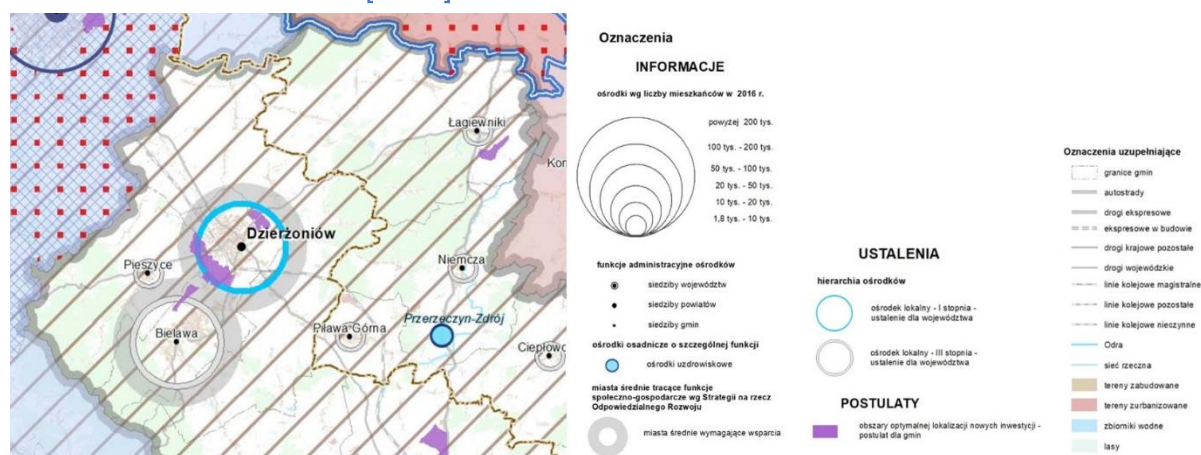 Łagiewniki
Dzierżoniów
Pieszyce
Niemcza
Bielawa
Piława Górna
Przerzeczyn-Zdrój
Oznaczenia
INFORMACJE
ośrodki wg liczby mieszkańców w 2016 r.
powyżej 200 tys.
100 tys. - 200 tys.
50 tys. - 100 tys.
20 tys. - 50 tys.
10 tys. - 20 tys.
1,8 tys. - 10 tys.
funkcje administracyjne ośrodków
siedziby województw
siedziby powiatów
siedziby gmin
ośrodki osadnicze o szczególnej funkcji
ośrodki uzdrowiskowe
miasta średnie tracące funkcje
społeczno-gospodarcze wg Strategii na rzecz
Odpowiedzialnego Rozwoju
miasta średnie wymagające wsparcia
USTALENIA
hierarchia ośrodków
ośrodek lokalny - I stopnia -
ustalenie dla województwa
ośrodek lokalny - III stopnia -
ustalenie dla województwa
POSTULATY
obszary optymalnej lokalizacji nowych inwestycji -
postulat dla gmin
Oznaczenia uzupełniające
granice gmin
autostrady
drogi ekspresowe
ekspresowe w budowie
drogi krajowe pozostałe
drogi wojewódzkie
linie kolejowe magistralne
linie kolejowe pozostałe
linie kolejowe nieczynne
Odra
sieć rzeczna
tereny zabudowane
tereny zurbanizowane
zbiorniki wodne
lasy